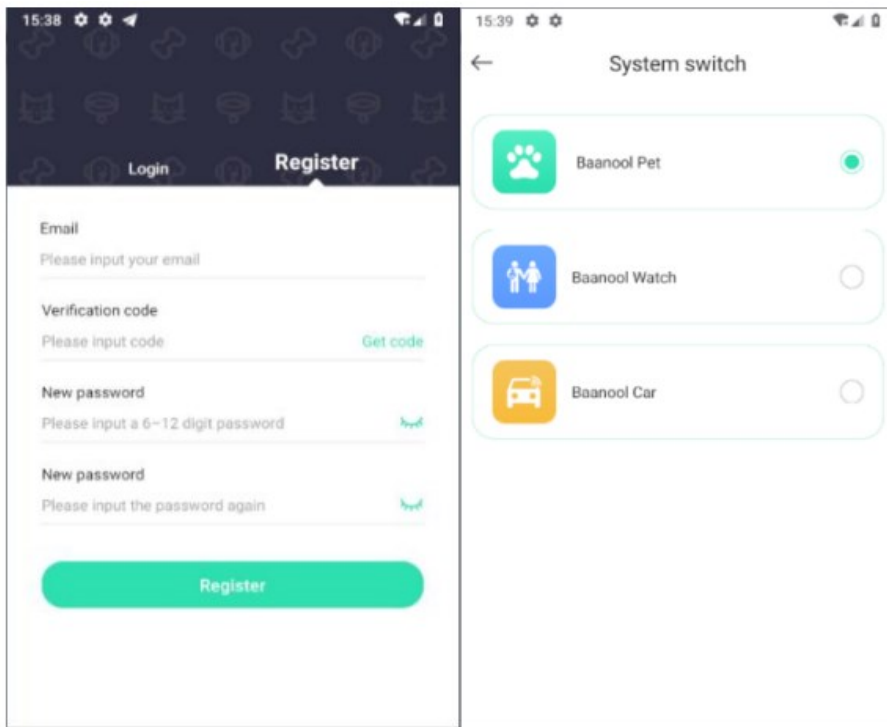 15:38
Login
Register
Email
Please input your email
Verification code
Please input code Get code
New password
Please input a 6-12 digit password
New password
Please input the password again
Register
15:39
System switch
Baanool Pet
Baanool Watch
Baanool Car